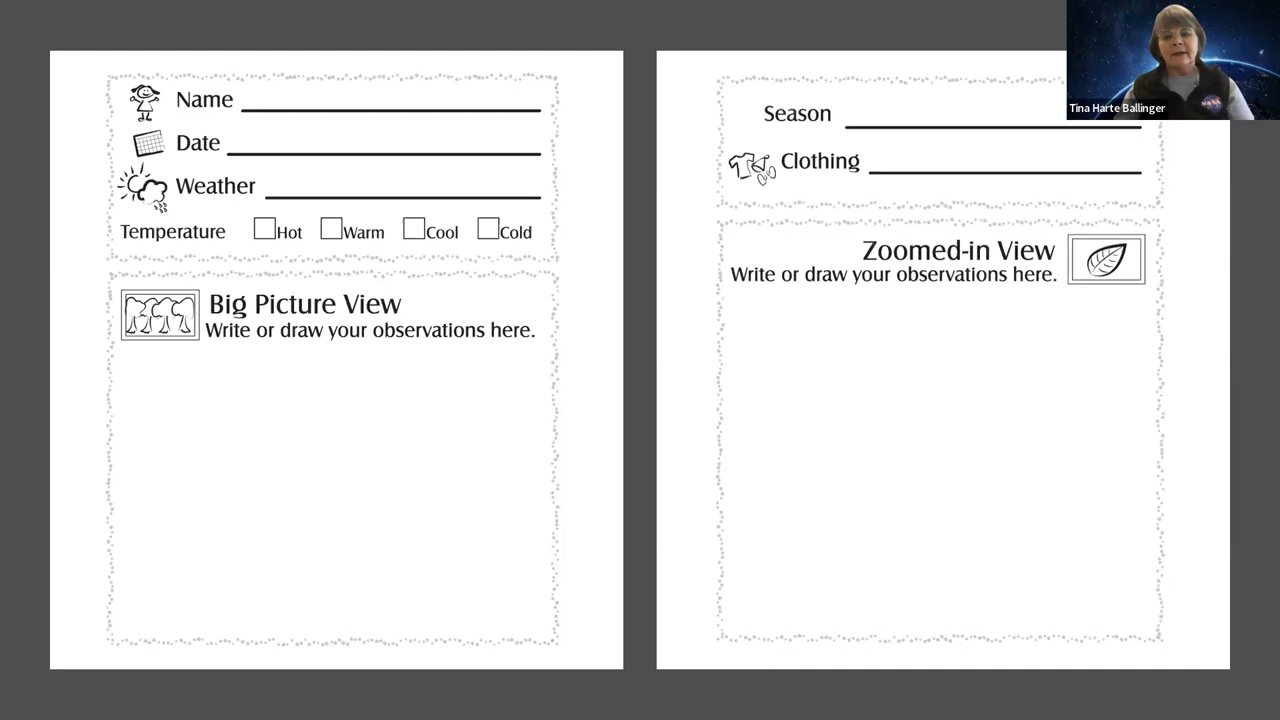 Name
Date
Weather
Temperature Hot Warm Cool Cold
Big Picture View
Write or draw your observations here.
Season
Clothing
Zoomed-in View
Write or draw your observations here.
Tina Harte Ballinger
NASA